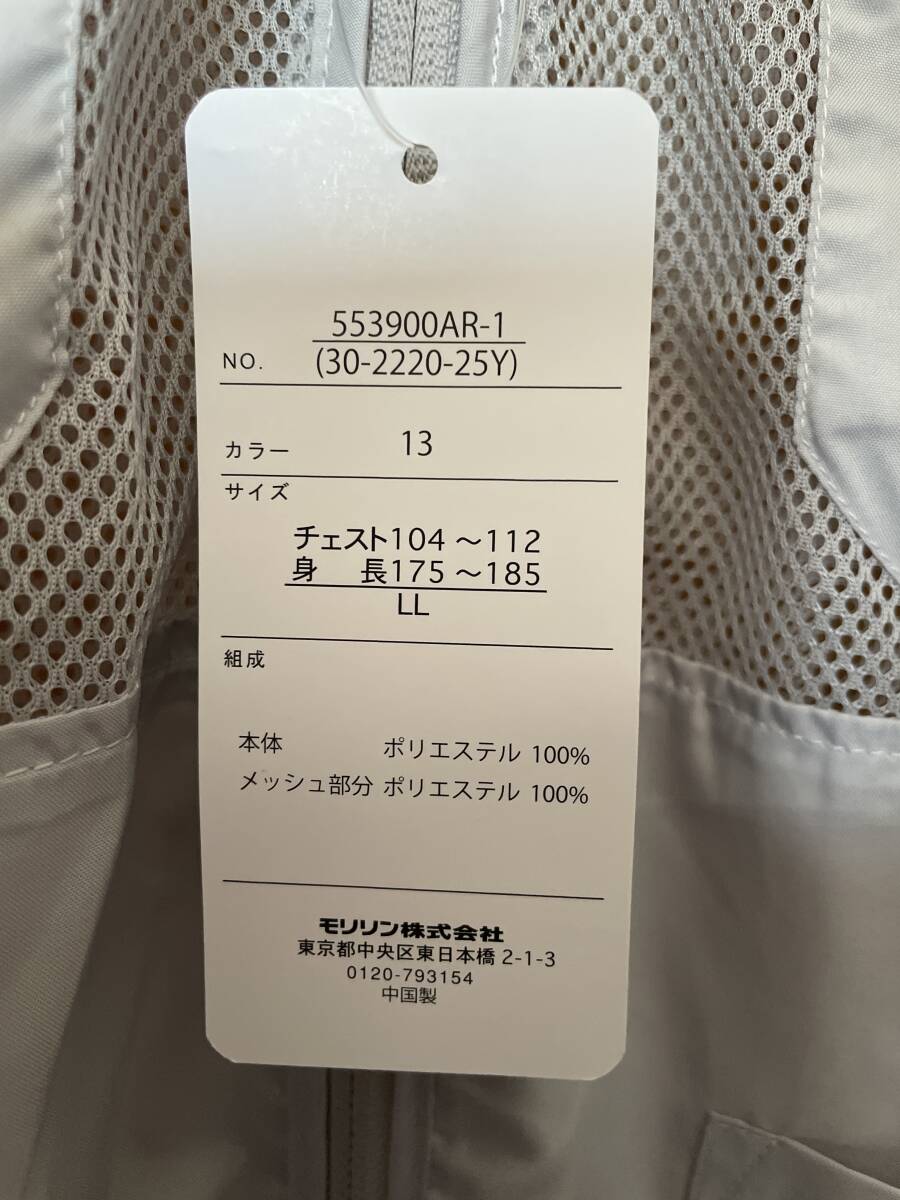 553900AR-1
NO. (30-2220-25Y)
カラー 13
サイズ
チェスト104～112
身 長175～185
LL
組成
本体 ポリエステル 100%
メッシュ部分 ポリエステル 100%
モリリン株式会社
東京都中央区東日本橋 2-1-3
0120-793154
中国製